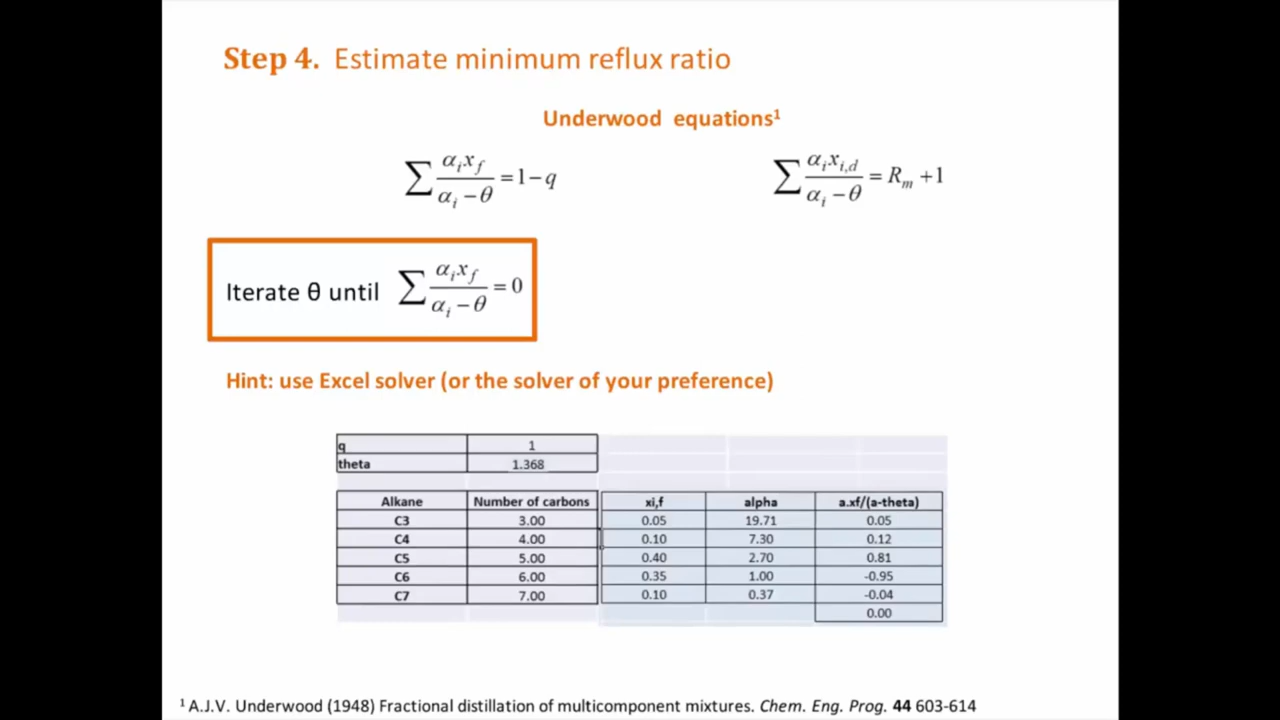 Step 4. Estimate minimum reflux ratio
Underwood equations¹
∑ αᵢx_f / (αᵢ − θ) = 1 − q
∑ αᵢx_{i,d} / (αᵢ − θ) = R_m + 1
Iterate θ until ∑ αᵢx_f / (αᵢ − θ) = 0
Hint: use Excel solver (or the solver of your preference)
q 1
theta 1.368
Alkane Number of carbons xi,f alpha a.xf/(a-theta)
C3 3.00 0.05 19.71 0.05
C4 4.00 0.10 7.30 0.12
C5 5.00 0.40 2.70 0.81
C6 6.00 0.35 1.00 -0.95
C7 7.00 0.10 0.37 -0.04
0.00
¹ A.J.V. Underwood (1948) Fractional distillation of multicomponent mixtures. Chem. Eng. Prog. 44 603-614